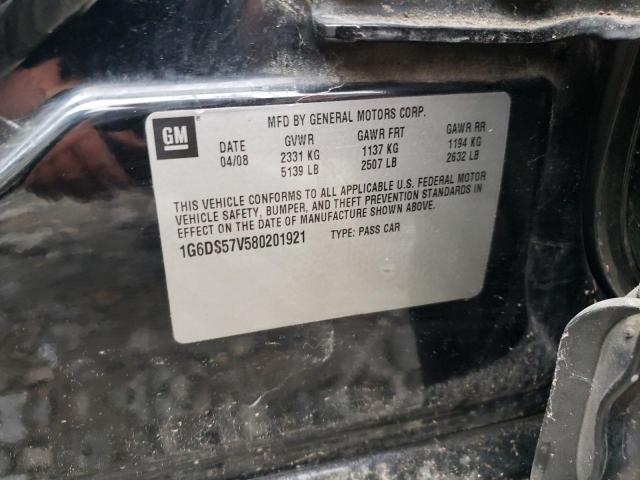 GM
MFD BY GENERAL MOTORS CORP.
DATE GVWR GAWR FRT GAWR RR
04/08 2331 KG 1137 KG 1194 KG
5139 LB 2507 LB 2632 LB
THIS VEHICLE CONFORMS TO ALL APPLICABLE U.S. FEDERAL MOTOR
VEHICLE SAFETY, BUMPER, AND THEFT PREVENTION STANDARDS IN
EFFECT ON THE DATE OF MANUFACTURE SHOWN ABOVE.
1G6DS57V580201921 TYPE: PASS CAR